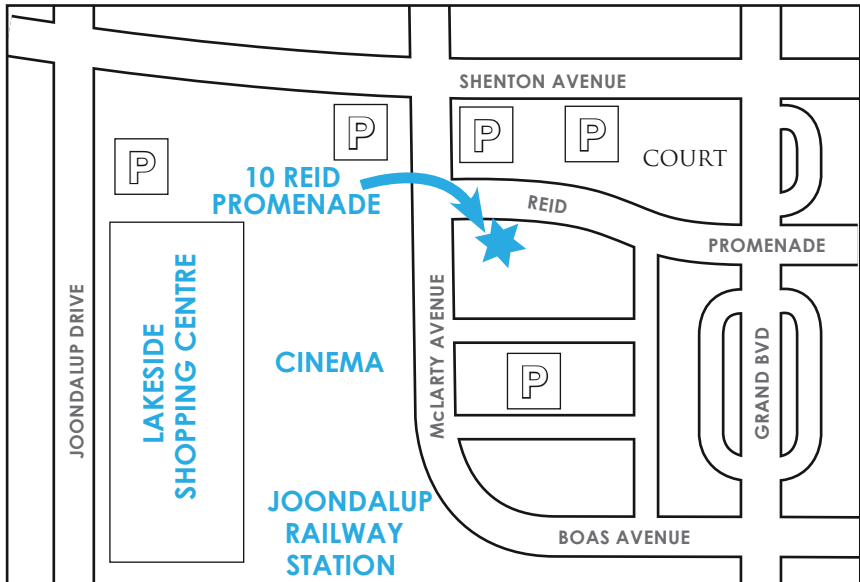 SHENTON AVENUE
P
P
P
P
COURT
10 REID
PROMENADE
REID
PROMENADE
JOONDALUP DRIVE
LAKESIDE
SHOPPING CENTRE
CINEMA
McLARTY AVENUE
P
GRAND BVD
JOONDALUP
RAILWAY
STATION
BOAS AVENUE